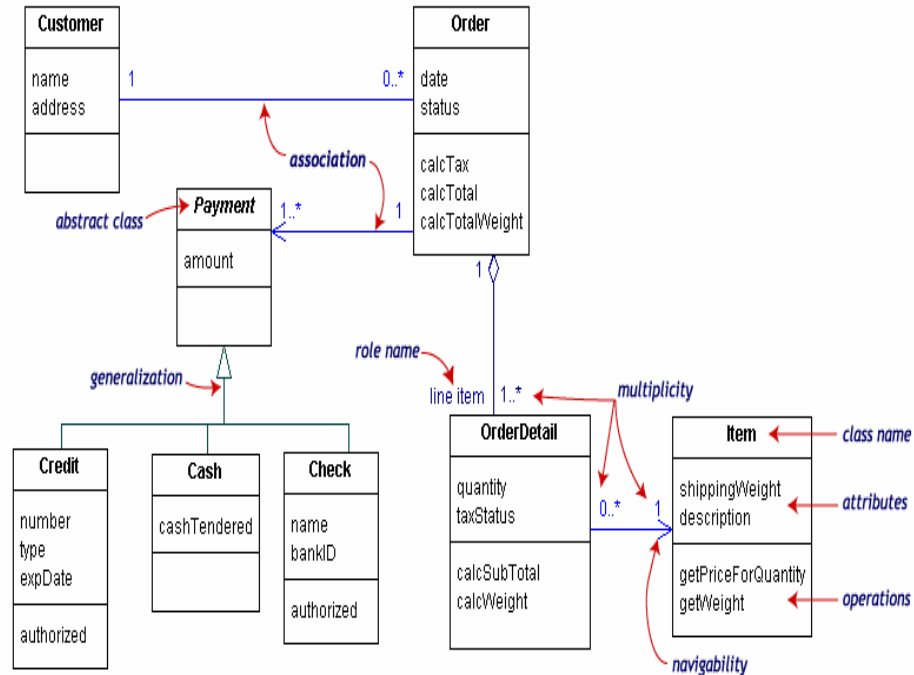 Customer
name
address
Order
date
status
calcTax
calcTotal
calcTotalWeight
1
0..*
association
abstract class
Payment
amount
1..*
1
generalization
1
role name
line item
1..*
multiplicity
Credit
number
type
expDate
authorized
Cash
cashTendered
Check
name
bankID
authorized
OrderDetail
quantity
taxStatus
calcSubTotal
calcWeight
0..*
1
Item
shippingWeight
description
getPriceForQuantity
getWeight
class name
attributes
operations
navigability